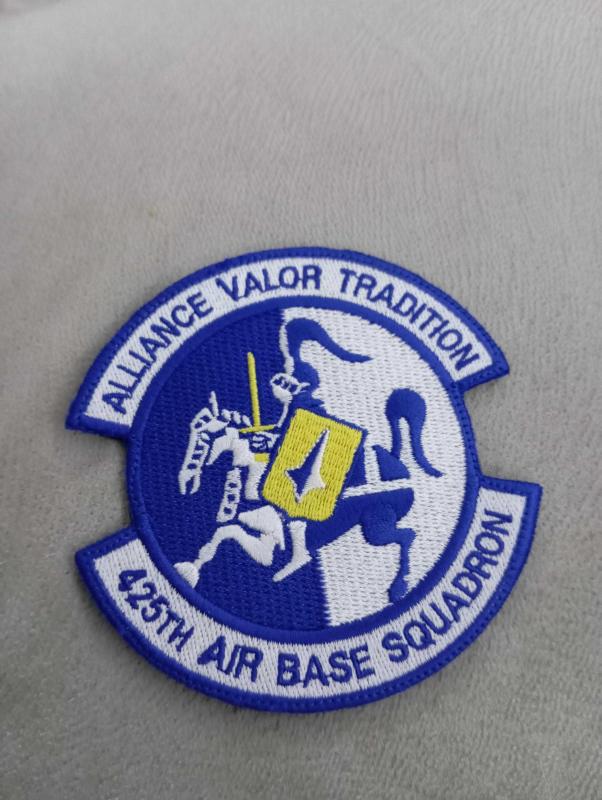 ALLIANCE VALOR TRADITION
425TH AIR BASE SQUADRON